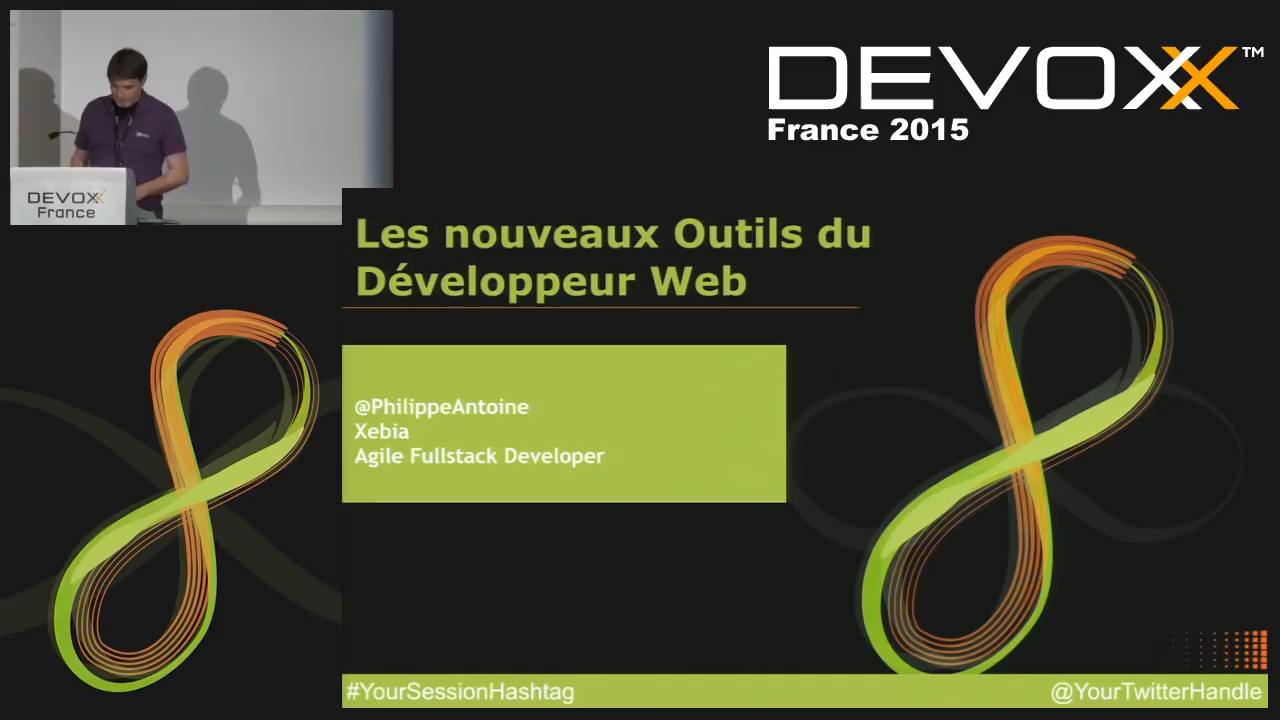 DEVOXX™
France 2015
DEVOXX
France
Les nouveaux Outils du
Développeur Web
@PhilippeAntoine
Xebia
Agile Fullstack Developer
#YourSessionHashtag
@YourTwitterHandle